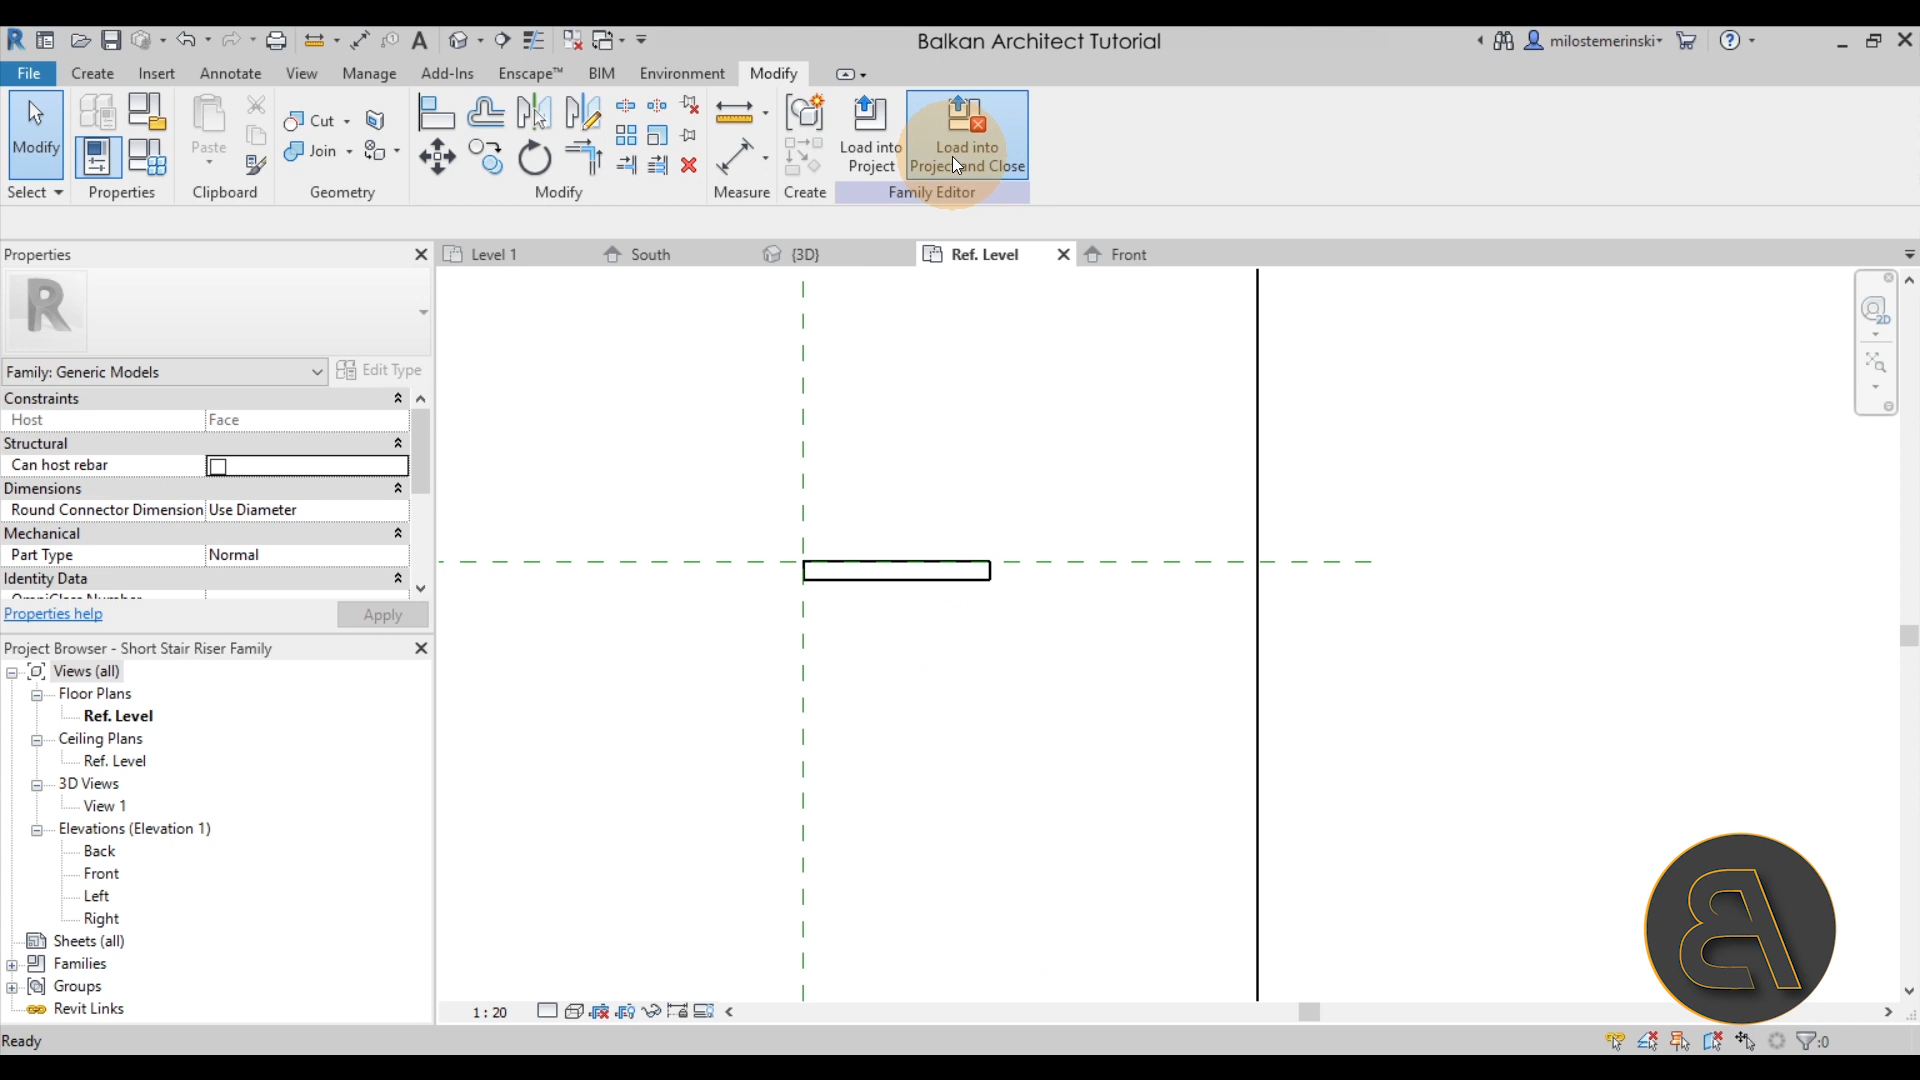 Balkan Architect Tutorial
milostemerinski
File Create Insert Annotate View Manage Add-Ins Enscape™ BIM Environment Modify
Modify
Paste
Cut
Join
Load into
Project
Load into
Project and Close
Select Properties Clipboard Geometry Modify Measure Create Family Editor
Properties
Level 1 South {3D} Ref. Level Front
R
2D
Family: Generic Models Edit Type
Constraints
Host Face
Structural
Can host rebar
Dimensions
Round Connector Dimension Use Diameter
Mechanical
Part Type Normal
Identity Data
Properties help Apply
Project Browser - Short Stair Riser Family
Views (all)
Floor Plans
Ref. Level
Ceiling Plans
Ref. Level
3D Views
View 1
Elevations (Elevation 1)
Back
Front
Left
Right
Sheets (all)
Families
Groups
Revit Links
1 : 20
Ready
:0